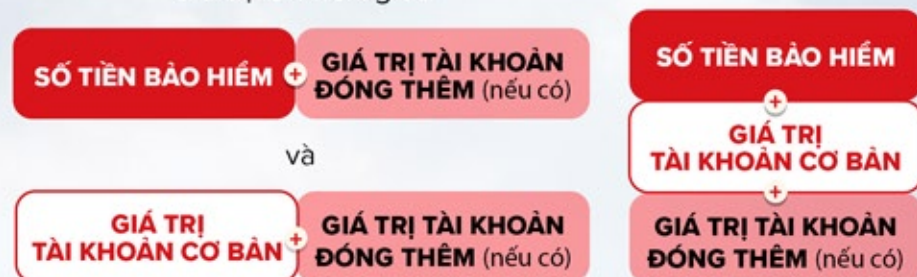 SỐ TIỀN BẢO HIỂM + GIÁ TRỊ TÀI KHOẢN
ĐÓNG THÊM (nếu có)
và
GIÁ TRỊ
TÀI KHOẢN CƠ BẢN + GIÁ TRỊ TÀI KHOẢN
ĐÓNG THÊM (nếu có)
SỐ TIỀN BẢO HIỂM
+
GIÁ TRỊ
TÀI KHOẢN CƠ BẢN
+
GIÁ TRỊ TÀI KHOẢN
ĐÓNG THÊM (nếu có)